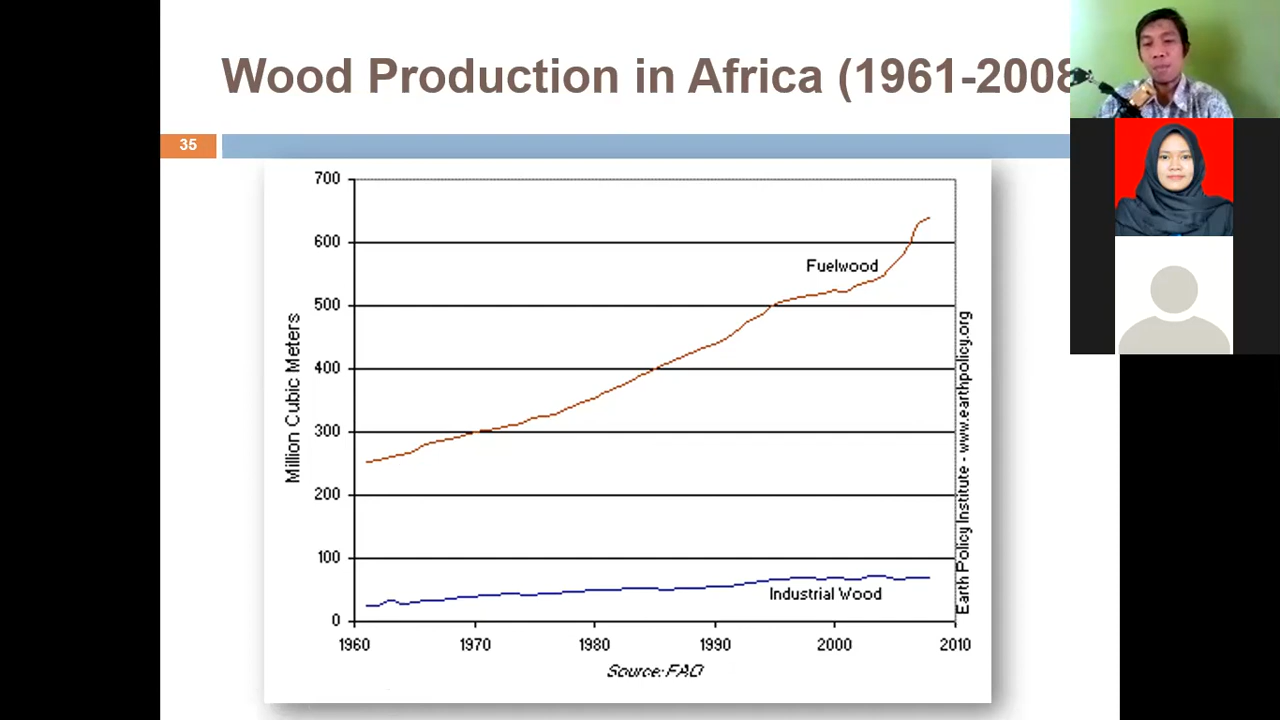 Wood Production in Africa (1961-2008
35
700
600
500
400
300
200
100
0
Million Cubic Meters
Fuelwood
Industrial Wood
1960 1970 1980 1990 2000 2010
Source: FAO
Earth Policy Institute - www.earthpolicy.org